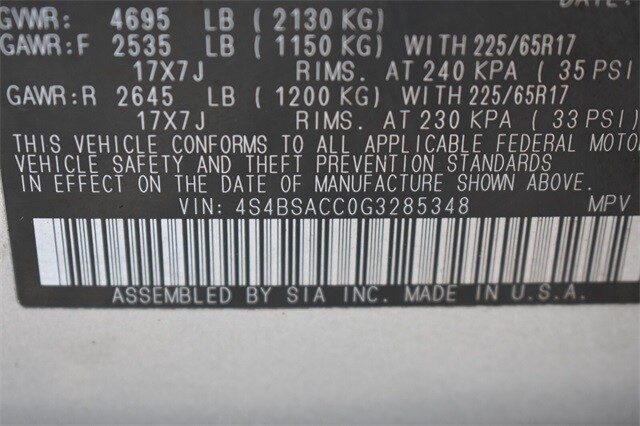 DATE:
GVWR: 4695 LB ( 2130 KG)
GAWR:F 2535 LB ( 1150 KG) WITH 225/65R17
17X7J RIMS. AT 240 KPA ( 35 PSI
GAWR:R 2645 LB ( 1200 KG) WITH 225/65R17
17X7J RIMS. AT 230 KPA ( 33 PSI)
THIS VEHICLE CONFORMS TO ALL APPLICABLE FEDERAL MOTOR
VEHICLE SAFETY AND THEFT PREVENTION STANDARDS
IN EFFECT ON THE DATE OF MANUFACTURE SHOWN ABOVE.
VIN: 4S4BSACC0G3285348 MPV
ASSEMBLED BY SIA INC. MADE IN U.S.A.